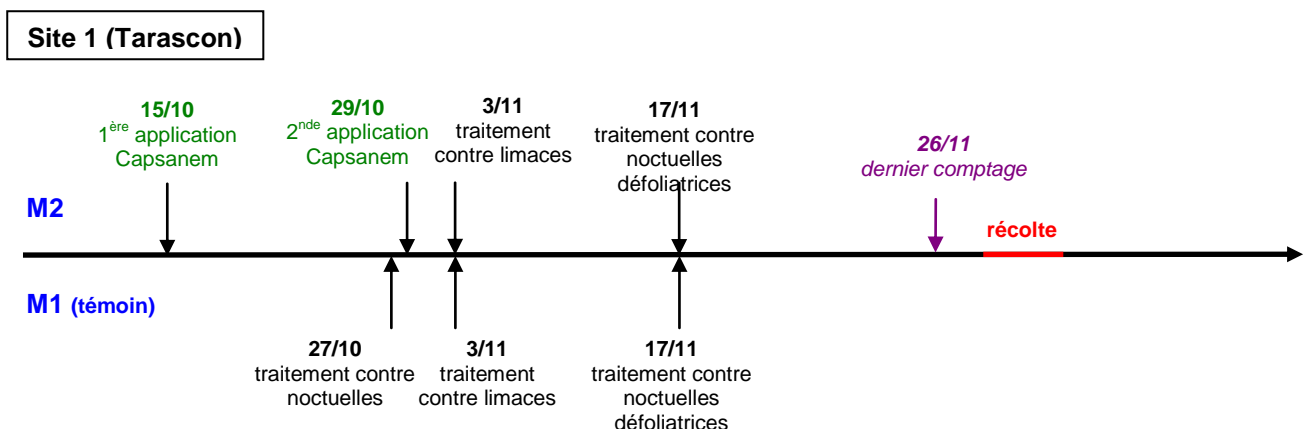 Site 1 (Tarascon)
15/10
1ère application
Capsanem
29/10
2nde application
Capsanem
3/11
traitement
contre limaces
17/11
traitement contre
noctuelles
défoliatrices
26/11
dernier comptage
M2
récolte
M1 (témoin)
27/10
traitement contre
noctuelles
3/11
traitement
contre limaces
17/11
traitement contre
noctuelles
défoliatrices